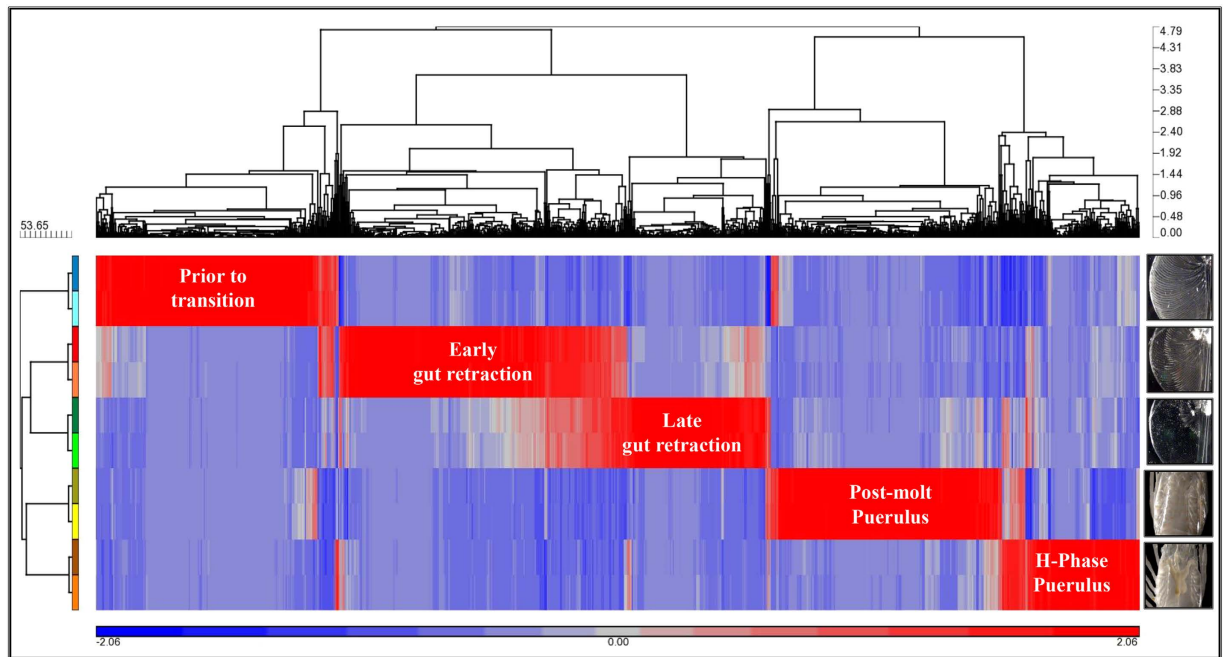 4.79
4.31
3.83
3.35
2.88
2.40
1.92
1.44
0.96
0.48
0.00
53.65
Prior to
transition
Early
gut retraction
Late
gut retraction
Post-molt
Puerulus
H-Phase
Puerulus
-2.06 0.00 2.06